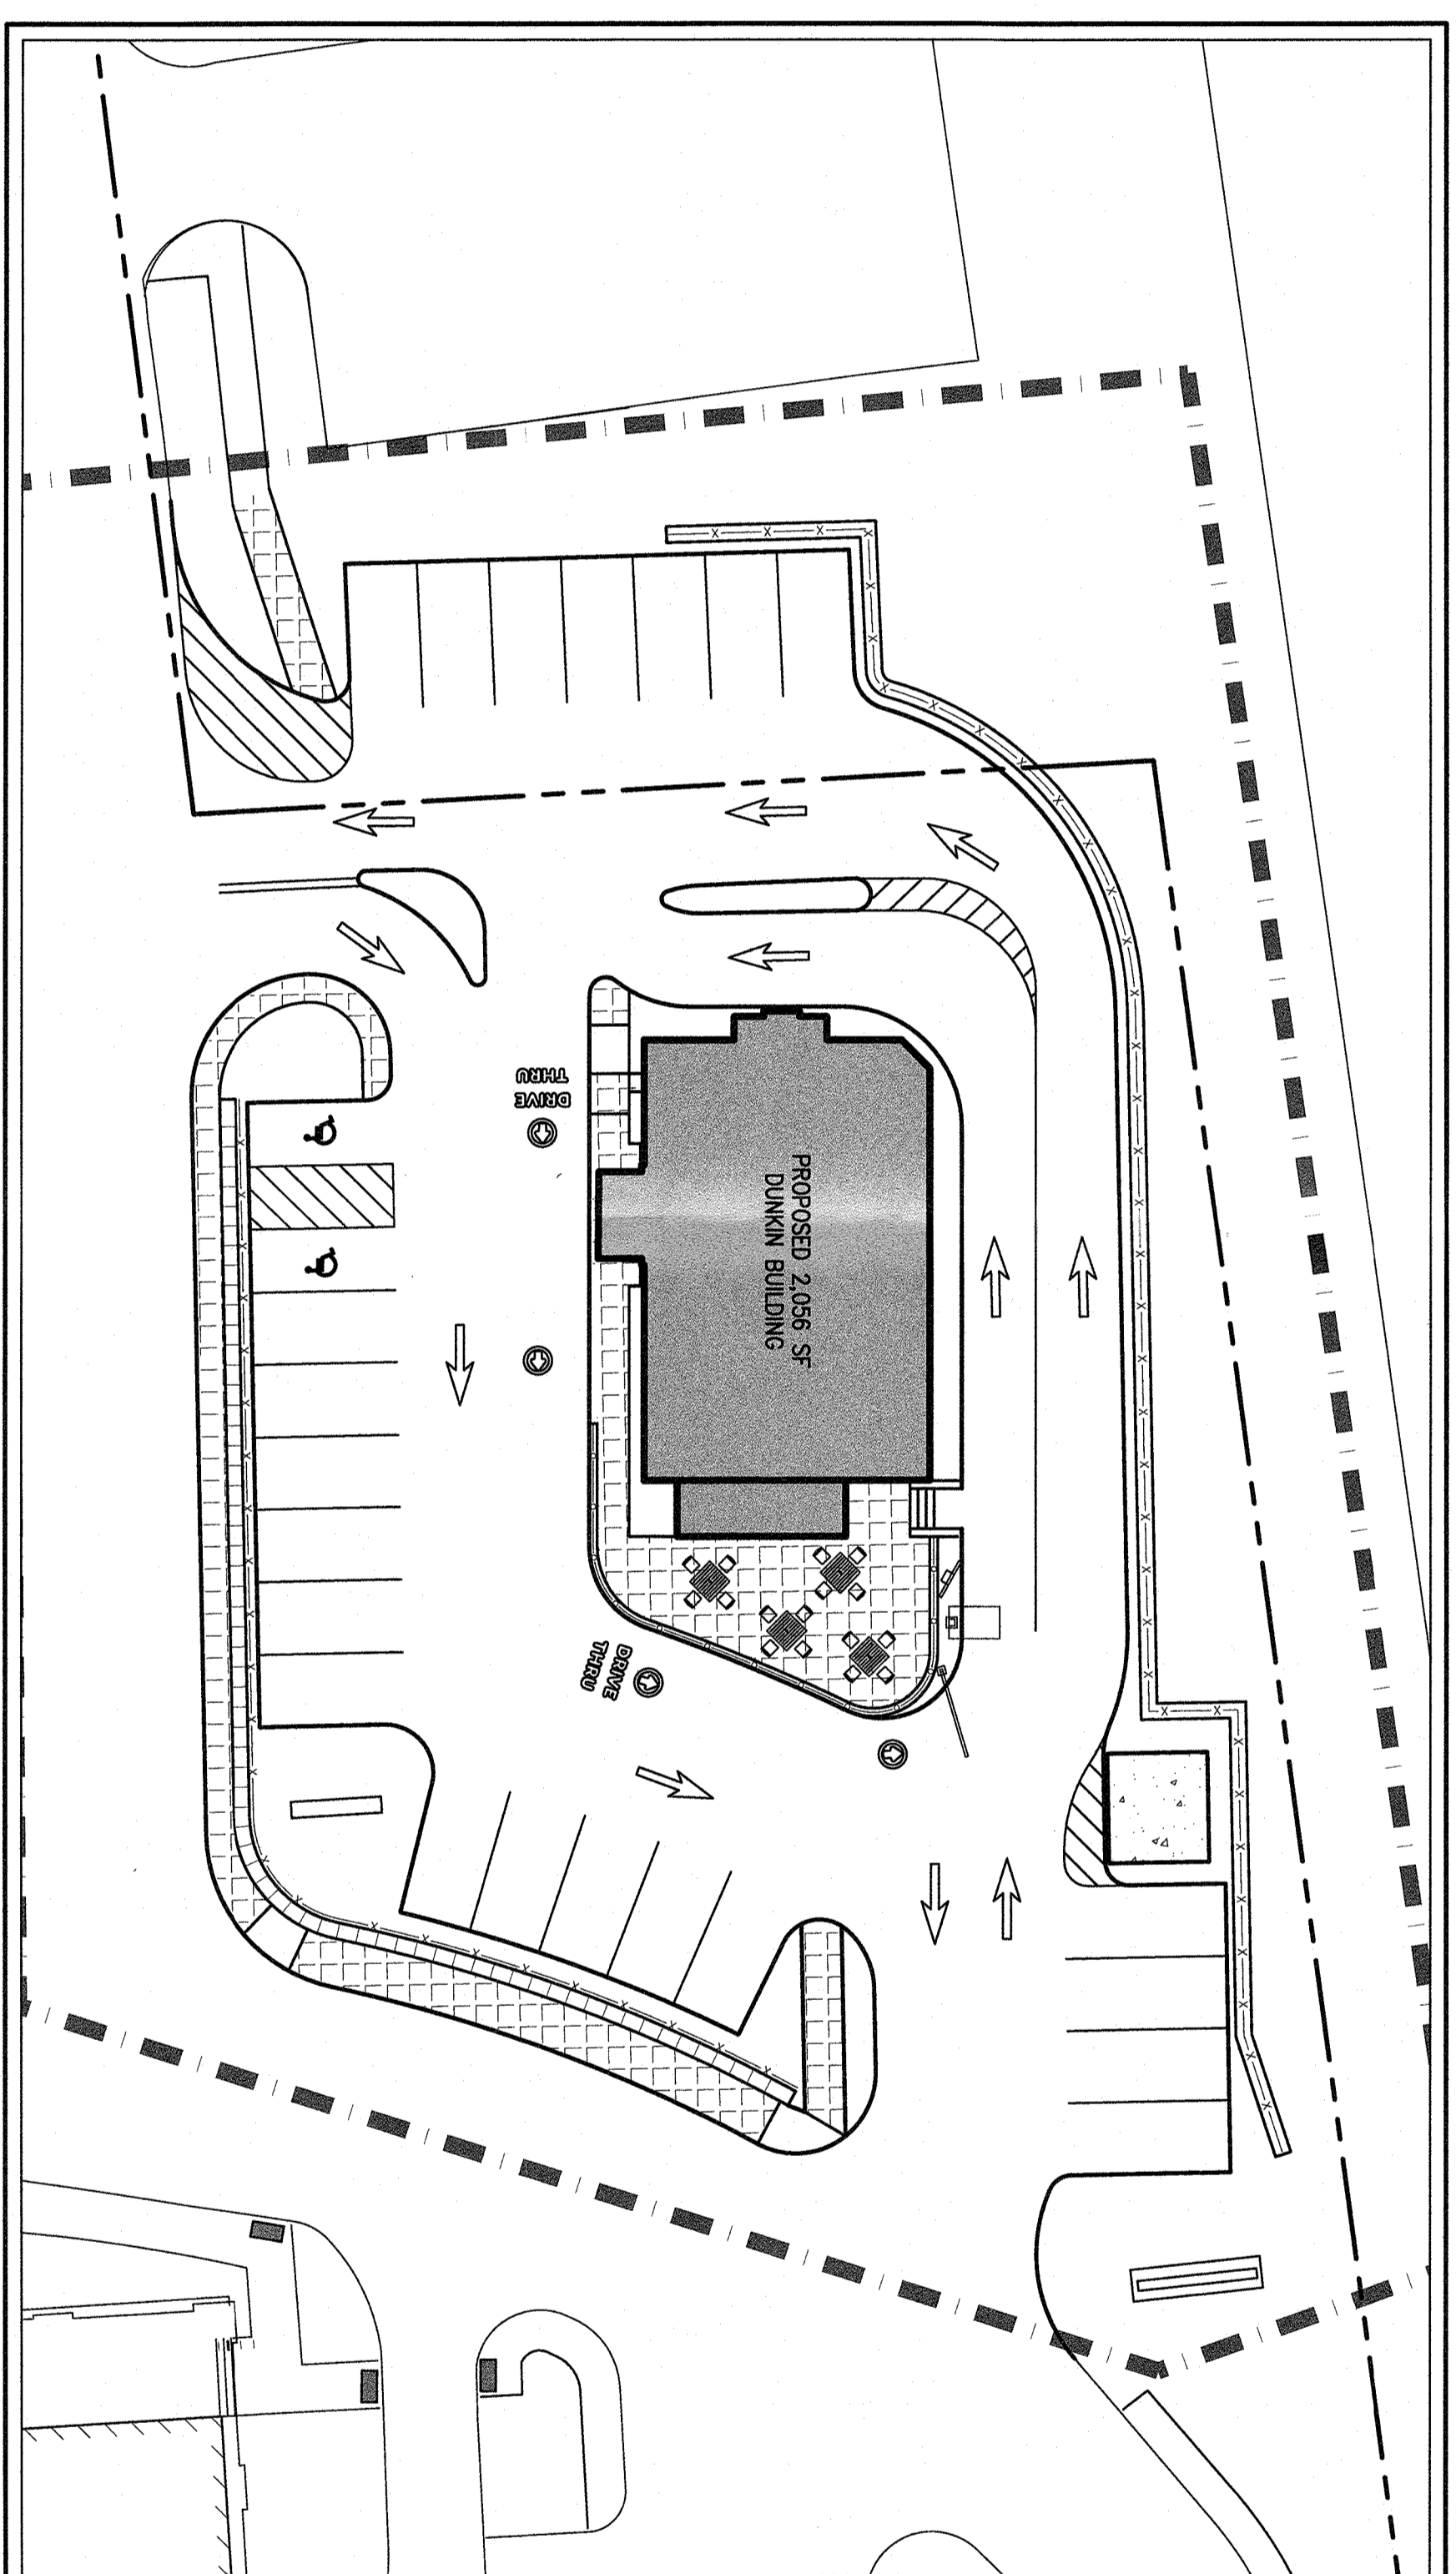 DRIVE
THRU
PROPOSED 2,056 SF
DUNKIN BUILDING
DRIVE
THRU